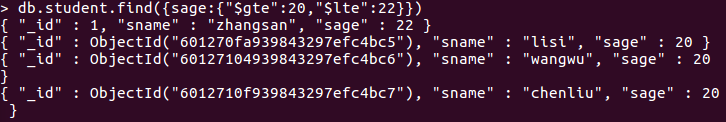 > db.student.find({sage:{"$gte":20,"$lte":22}})
{ "_id" : 1, "sname" : "zhangsan", "sage" : 22 }
{ "_id" : ObjectId("601270fa939843297efc4bc5"), "sname" : "lisi", "sage" : 20 }
{ "_id" : ObjectId("60127104939843297efc4bc6"), "sname" : "wangwu", "sage" : 20
}
{ "_id" : ObjectId("6012710f939843297efc4bc7"), "sname" : "chenliu", "sage" : 20
}